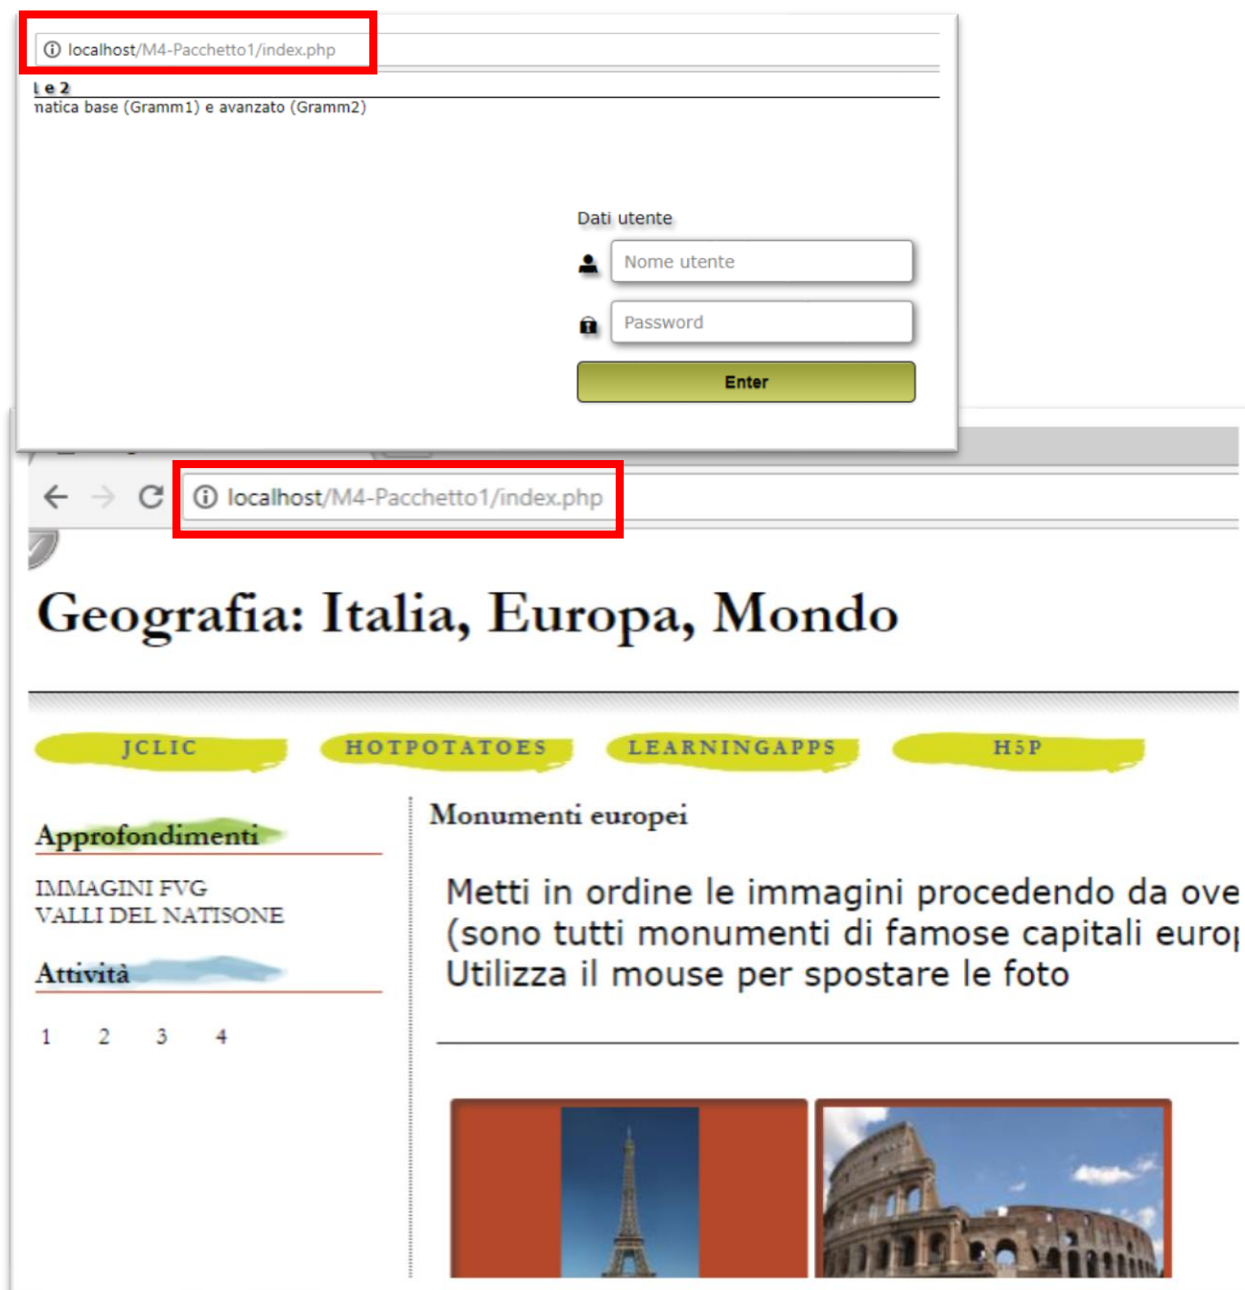 localhost/M4-Pacchetto1/index.php
e 2
matica base (Gramm1) e avanzato (Gramm2)
Dati utente
Nome utente
Password
Enter
localhost/M4-Pacchetto1/index.php
Geografia: Italia, Europa, Mondo
JCLIC HOTPOTATOES LEARNINGAPPS H5P
Approfondimenti
IMMAGINI FVG
VALLI DEL NATISONE
Attività
1 2 3 4
Monumenti europei
Metti in ordine le immagini procedendo da ove
(sono tutti monumenti di famose capitali euro
Utilizza il mouse per spostare le foto